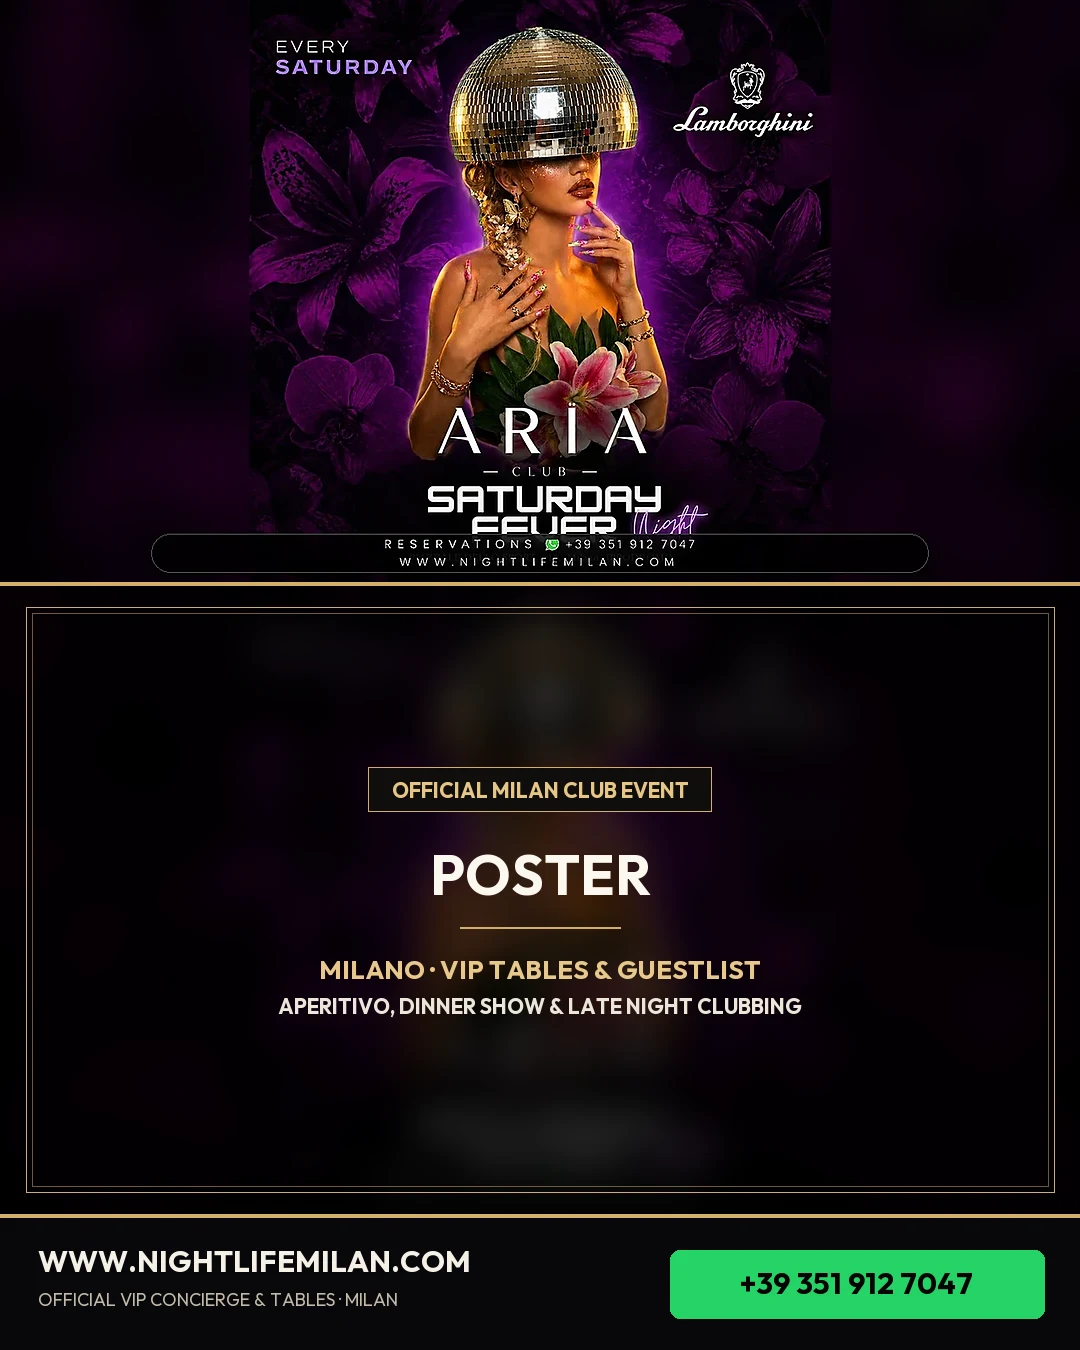 EVERY
SATURDAY
Lamborghini
ARÏA
— CLUB —
SATURDAY
FEVER Night
RESERVATIONS +39 351 912 7047
WWW.NIGHTLIFEMILAN.COM
OFFICIAL MILAN CLUB EVENT
POSTER
MILANO · VIP TABLES & GUESTLIST
APERITIVO, DINNER SHOW & LATE NIGHT CLUBBING
WWW.NIGHTLIFEMILAN.COM
OFFICIAL VIP CONCIERGE & TABLES · MILAN
+39 351 912 7047